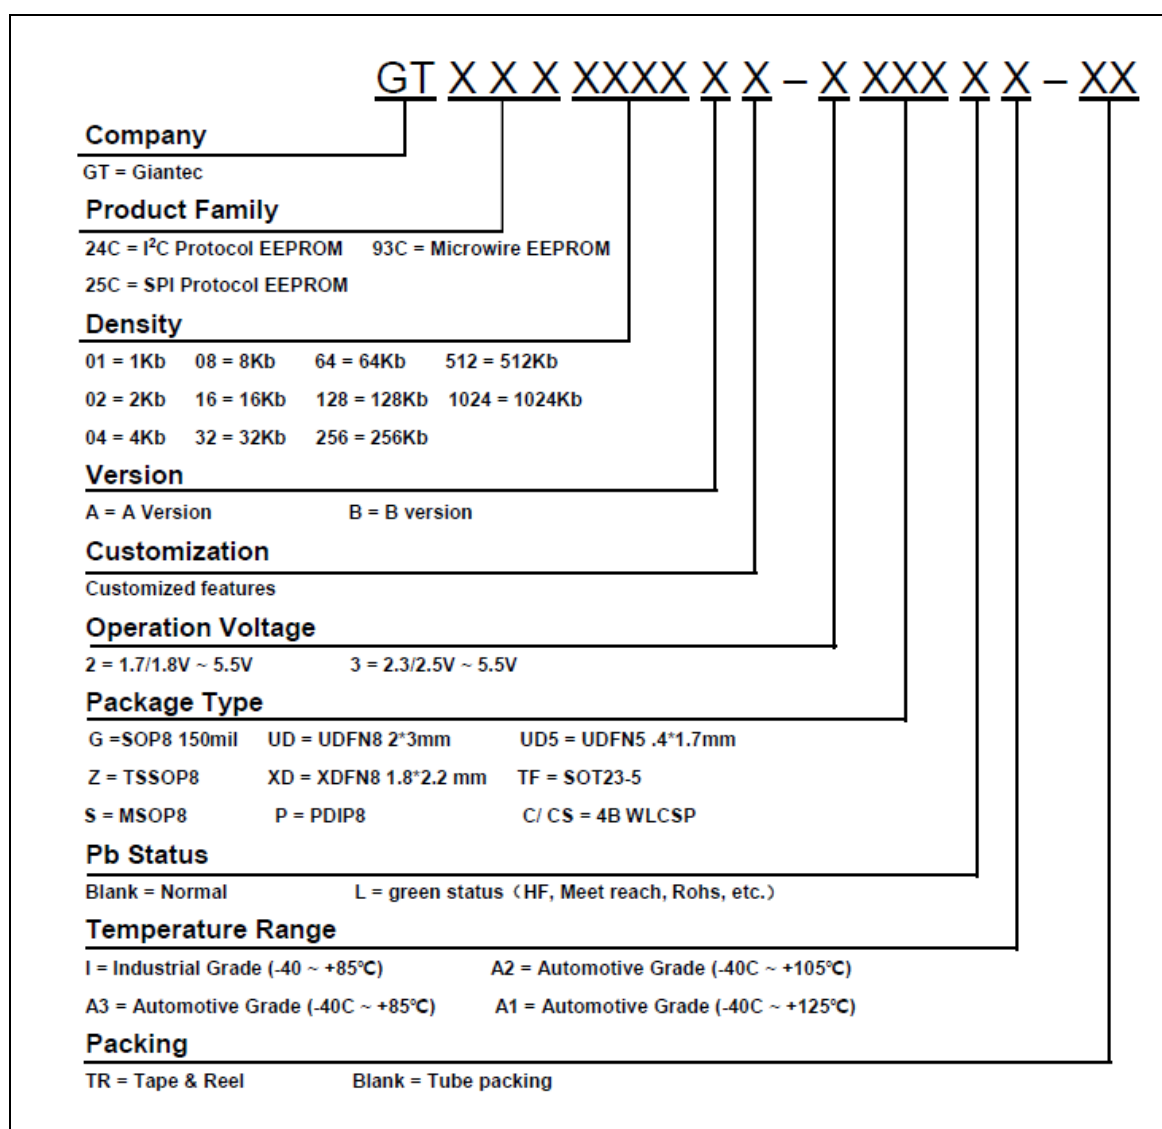 GT X X X XXXX X X – X XXX X X – XX
Company
GT = Giantec
Product Family
24C = I²C Protocol EEPROM 93C = Microwire EEPROM
25C = SPI Protocol EEPROM
Density
01 = 1Kb 08 = 8Kb 64 = 64Kb 512 = 512Kb
02 = 2Kb 16 = 16Kb 128 = 128Kb 1024 = 1024Kb
04 = 4Kb 32 = 32Kb 256 = 256Kb
Version
A = A Version B = B version
Customization
Customized features
Operation Voltage
2 = 1.7/1.8V ~ 5.5V 3 = 2.3/2.5V ~ 5.5V
Package Type
G =SOP8 150mil UD = UDFN8 2*3mm UD5 = UDFN5 .4*1.7mm
Z = TSSOP8 XD = XDFN8 1.8*2.2 mm TF = SOT23-5
S = MSOP8 P = PDIP8 C/ CS = 4B WLCSP
Pb Status
Blank = Normal L = green status（HF, Meet reach, Rohs, etc.）
Temperature Range
I = Industrial Grade (-40 ~ +85℃) A2 = Automotive Grade (-40C ~ +105℃)
A3 = Automotive Grade (-40C ~ +85℃) A1 = Automotive Grade (-40C ~ +125℃)
Packing
TR = Tape & Reel Blank = Tube packing